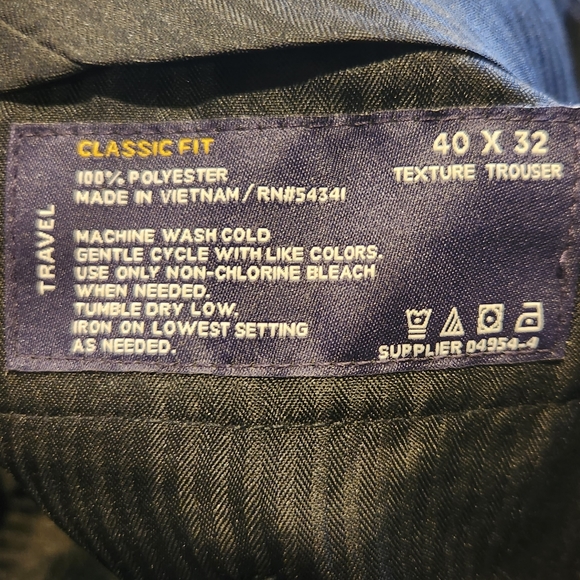 CLASSIC FIT
100% POLYESTER
MADE IN VIETNAM/RN#54341
40 X 32
TEXTURE TROUSER
TRAVEL
MACHINE WASH COLD
GENTLE CYCLE WITH LIKE COLORS.
USE ONLY NON-CHLORINE BLEACH
WHEN NEEDED.
TUMBLE DRY LOW.
IRON ON LOWEST SETTING
AS NEEDED.
SUPPLIER 04954-4